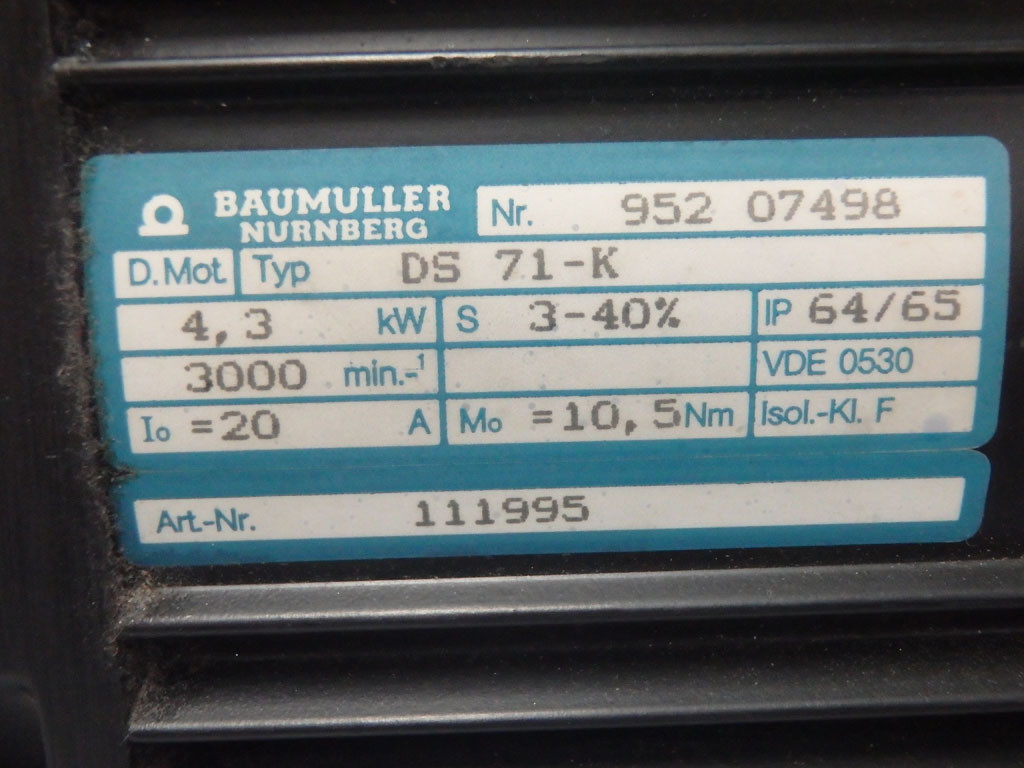 BAUMULLER
NURNBERG
Nr. 952 07498
D.Mot. Typ DS 71-K
4,3 kW S 3-40% IP 64/65
3000 min.-¹ VDE 0530
Io =20 A Mo =10,5Nm Isol.-Kl. F
Art.-Nr. 111995